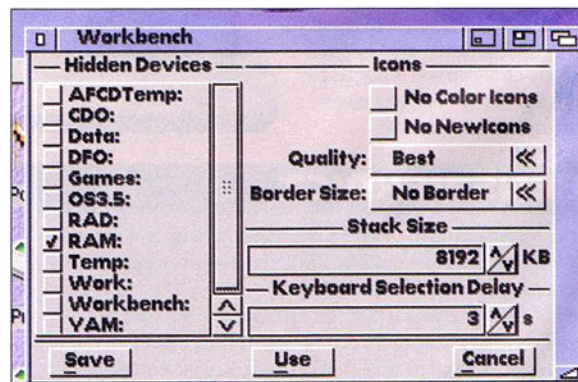 Workbench
Hidden Devices
AFCDTemp:
CDO:
Data:
DFO:
Games:
OS3.5:
RAD:
RAM:
Temp:
Work:
Workbench:
YAM:
Icons
No Color Icons
No NewIcons
Quality: Best
Border Size: No Border
Stack Size
8192 KB
Keyboard Selection Delay
3 s
Save Use Cancel